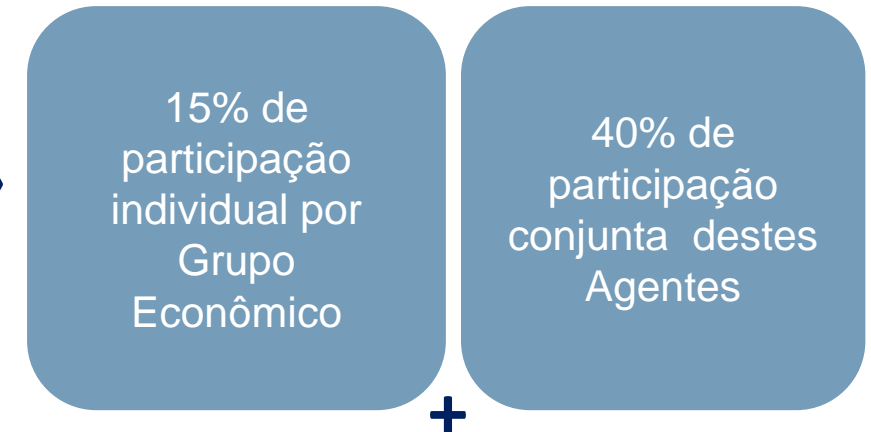 15% de
participação
individual por
Grupo
Econômico
40% de
participação
conjunta destes
Agentes
+